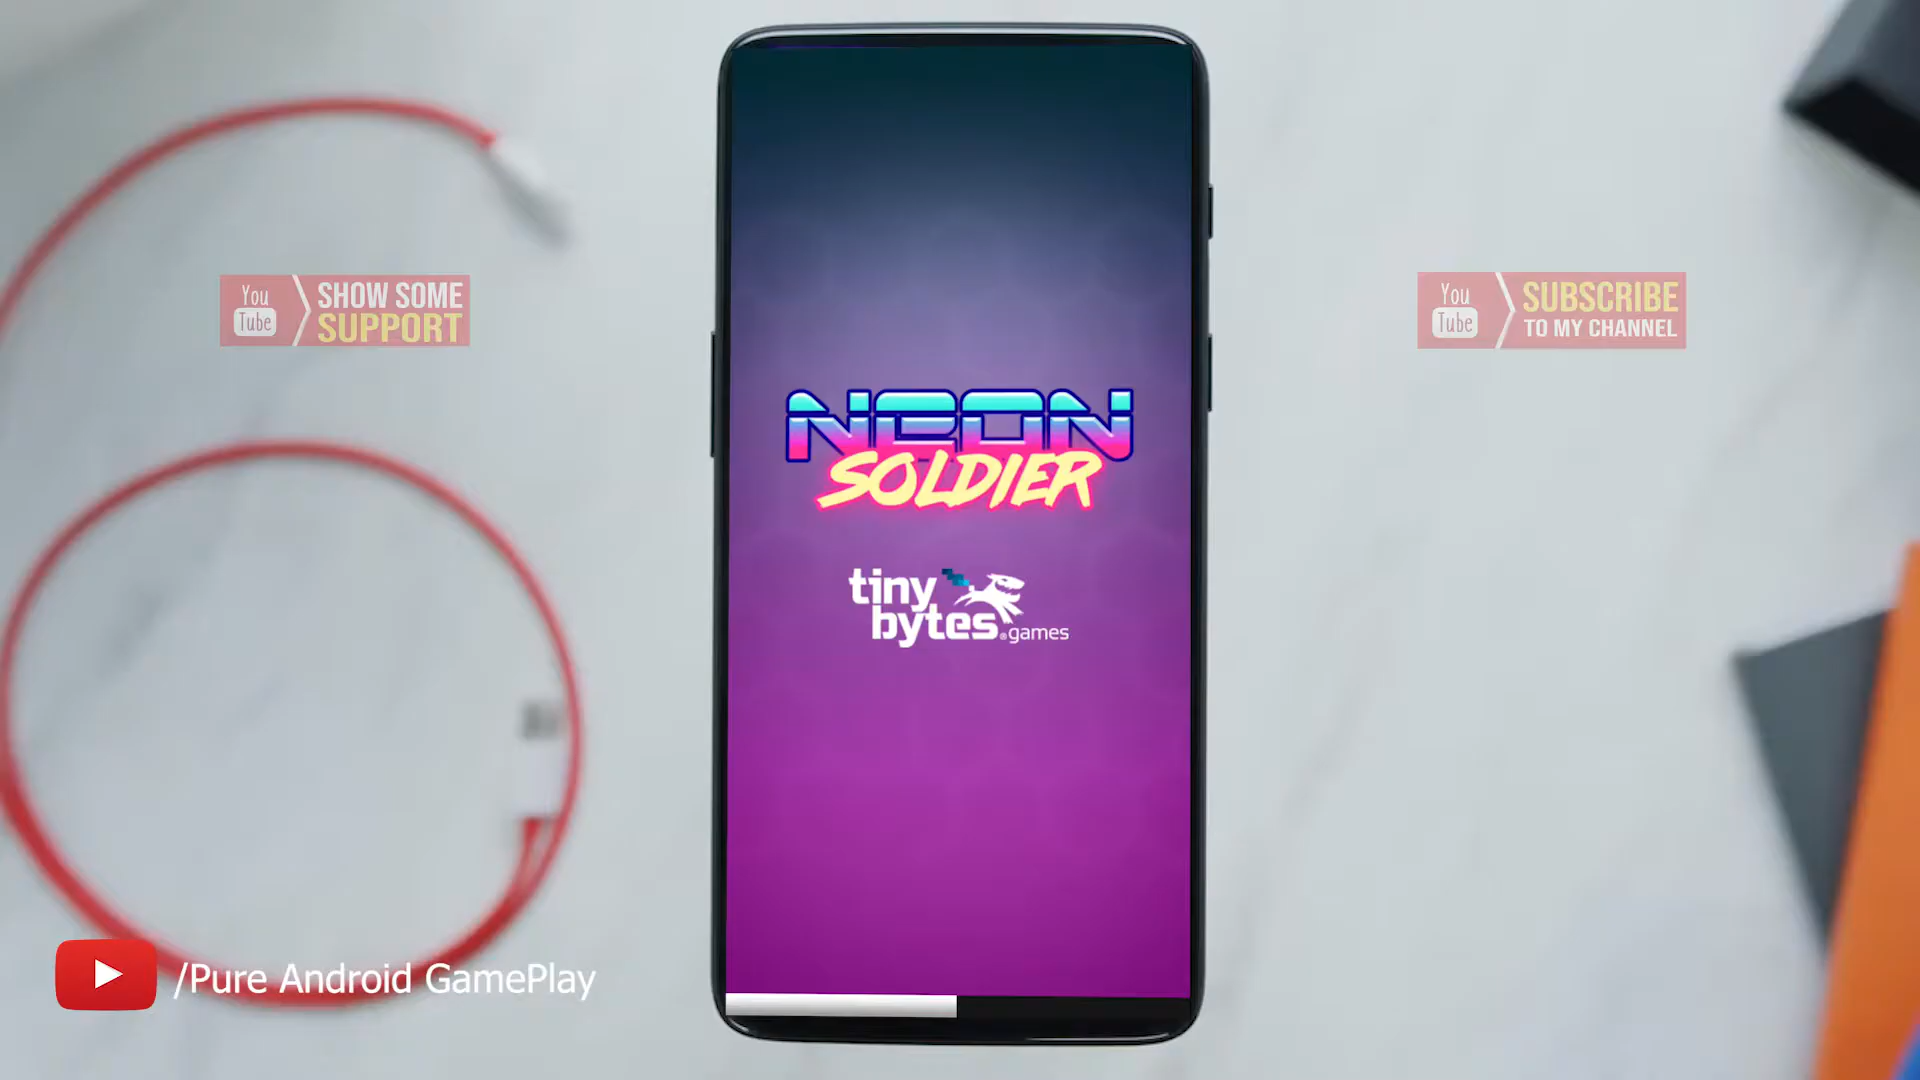 You
Tube
SHOW SOME
SUPPORT
You
Tube
SUBSCRIBE
TO MY CHANNEL
NEON
SOLDIER
tiny
bytes®games
/Pure Android GamePlay